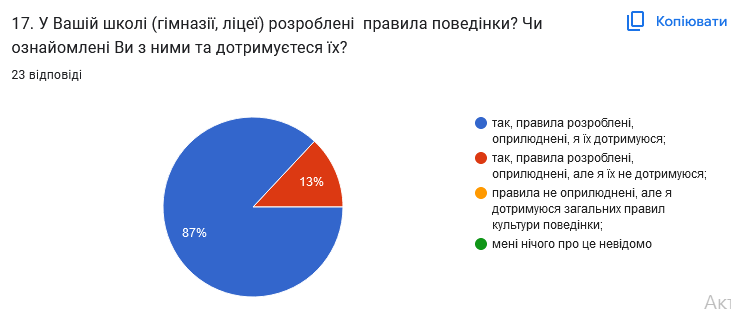 17. У Вашій школі (гімназії, ліцеї) розроблені  правила поведінки? Чи
ознайомлені Ви з ними та дотримуєтеся їх?
Копіювати
23 відповіді
87%
13%
так, правила розроблені,
оприлюднені, я їх дотримуюся;
так, правила розроблені,
оприлюднені, але я їх не дотримуюся;
правила не оприлюднені, але я
дотримуюся загальних правил
культури поведінки;
мені нічого про це невідомо
Акт